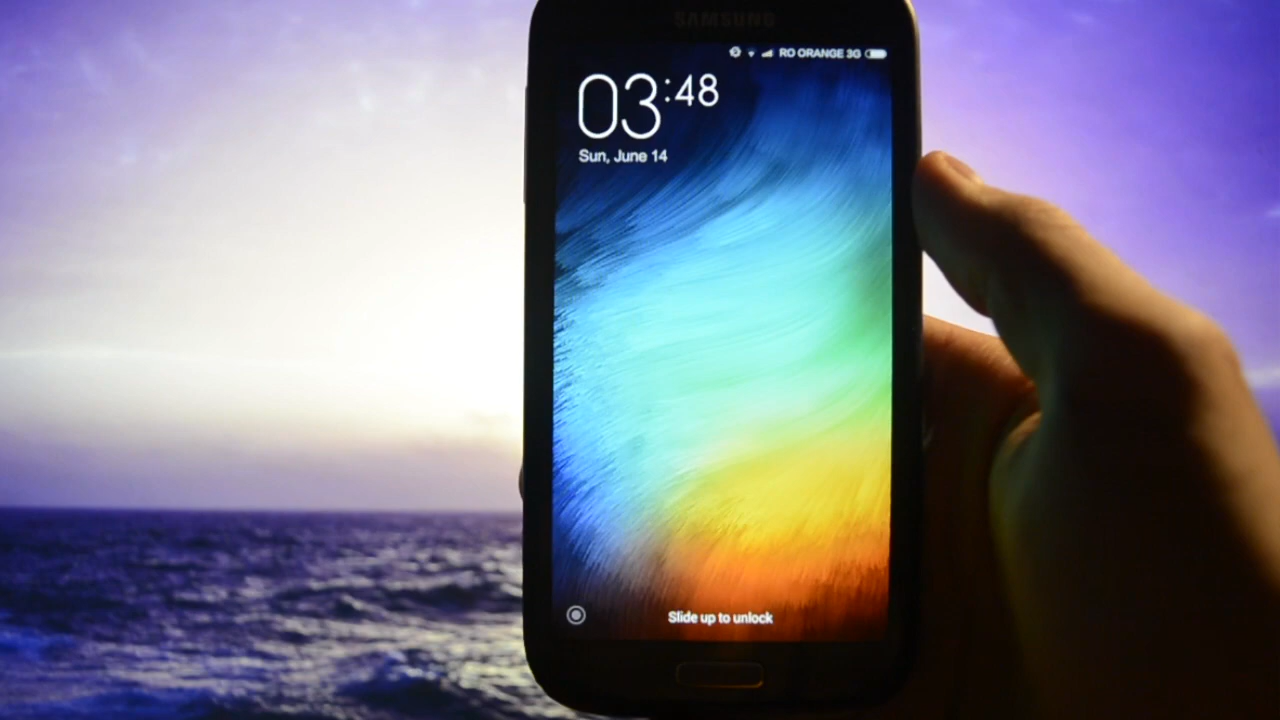 SAMSUNG
RO ORANGE 3G
03:48
Sun, June 14
Slide up to unlock